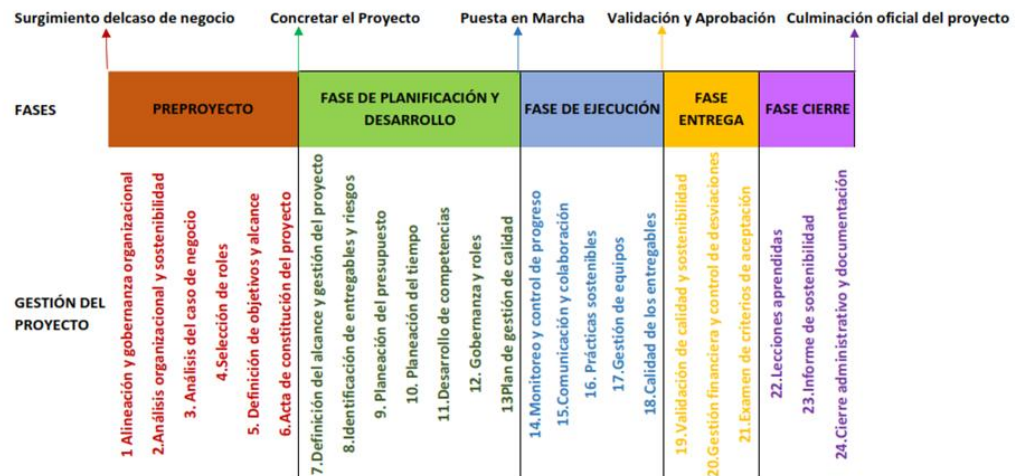 Surgimiento delcaso de negocio
Concretar el Proyecto
Puesta en Marcha
Validación y Aprobación
Culminación oficial del proyecto
FASES
PREPROYECTO
FASE DE PLANIFICACIÓN Y
DESARROLLO
FASE DE EJECUCIÓN
FASE
ENTREGA
FASE CIERRE
GESTIÓN DEL
PROYECTO
1 Alineación y gobernanza organizacional
2.Análisis organizacional y sostenibilidad
3. Análisis del caso de negocio
4.Selección de roles
5. Definición de objetivos y alcance
6.Acta de constitución del proyecto
7.Definición del alcance y gestión del proyecto
8.Identificación de entregables y riesgos
9. Planeación del presupuesto
10. Planeación del tiempo
11.Desarrollo de competencias
12. Gobernanza y roles
13Plan de gestión de calidad
14.Monitoreo y control de progreso
15.Comunicación y colaboración
16. Prácticas sostenibles
17.Gestión de equipos
18.Calidad de los entregables
19.Validación de calidad y sostenibilidad
20.Gestión financiera y control de desviaciones
21.Examen de criterios de aceptación
22.Lecciones aprendidas
23.Informe de sostenibilidad
24.Cierre administrativo y documentación